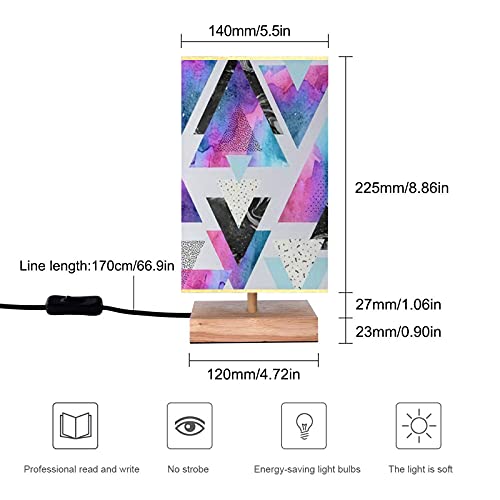 140mm/5.5in
225mm/8.86in
Line length:170cm/66.9in
27mm/1.06in
23mm/0.90in
120mm/4.72in
Professional read and write
No strobe
Energy-saving light bulbs
The light is soft